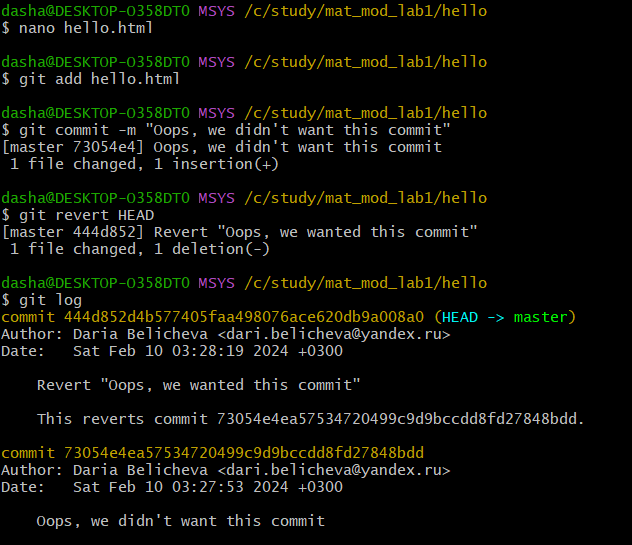 dasha@DESKTOP-O358DT0 MSYS /c/study/mat_mod_lab1/hello
$ nano hello.html
dasha@DESKTOP-O358DT0 MSYS /c/study/mat_mod_lab1/hello
$ git add hello.html
dasha@DESKTOP-O358DT0 MSYS /c/study/mat_mod_lab1/hello
$ git commit -m "Oops, we didn't want this commit"
[master 73054e4] Oops, we didn't want this commit
 1 file changed, 1 insertion(+)
dasha@DESKTOP-O358DT0 MSYS /c/study/mat_mod_lab1/hello
$ git revert HEAD
[master 444d852] Revert "Oops, we wanted this commit"
 1 file changed, 1 deletion(-)
dasha@DESKTOP-O358DT0 MSYS /c/study/mat_mod_lab1/hello
$ git log
commit 444d852d4b577405faa498076ace620db9a008a0 (HEAD -> master)
Author: Daria Belicheva <dari.belicheva@yandex.ru>
Date:   Sat Feb 10 03:28:19 2024 +0300
    Revert "Oops, we wanted this commit"
    This reverts commit 73054e4ea57534720499c9d9bccdd8fd27848bdd.
commit 73054e4ea57534720499c9d9bccdd8fd27848bdd
Author: Daria Belicheva <dari.belicheva@yandex.ru>
Date:   Sat Feb 10 03:27:53 2024 +0300
    Oops, we didn't want this commit